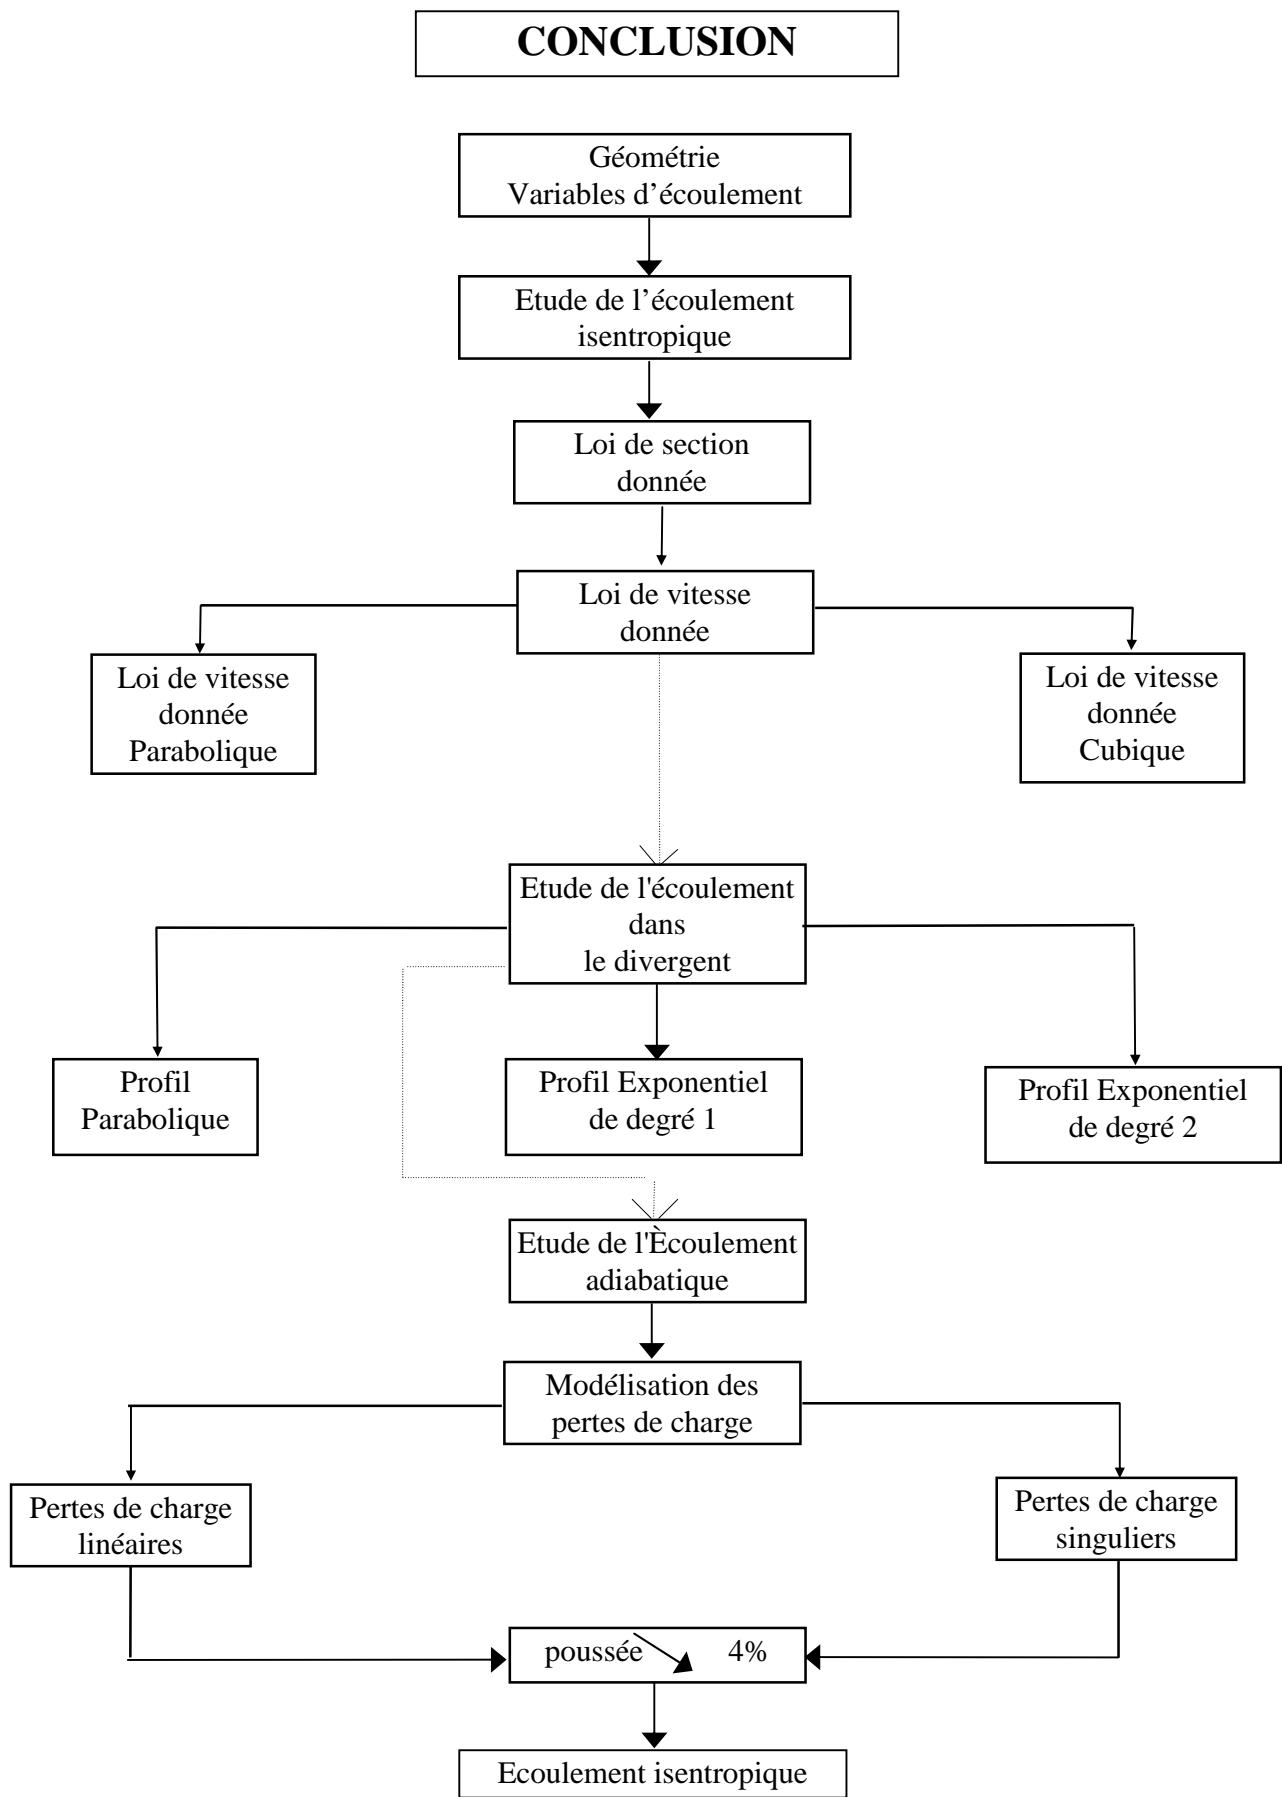 CONCLUSION
Géométrie
Variables d’écoulement
Etude de l’écoulement
isentropique
Loi de section
donnée
Loi de vitesse
donnée
Loi de vitesse
donnée
Parabolique
Loi de vitesse
donnée
Cubique
Etude de l'écoulement
dans
le divergent
Profil
Parabolique
Profil Exponentiel
de degré 1
Profil Exponentiel
de degré 2
Etude de l'Ècoulement
adiabatique
Modélisation des
pertes de charge
Pertes de charge
linéaires
Pertes de charge
singuliers
poussée 4%
Ecoulement isentropique